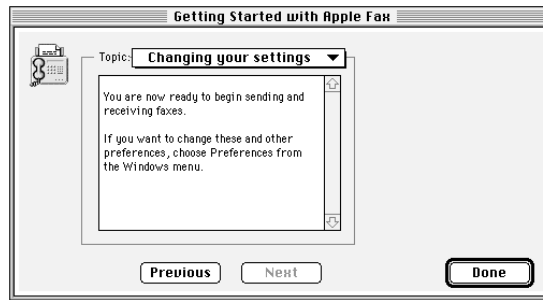 Getting Started with Apple Fax
Topic: Changing your settings
You are now ready to begin sending and
receiving faxes.
If you want to change these and other
preferences, choose Preferences from
the Windows menu.
Previous Next Done